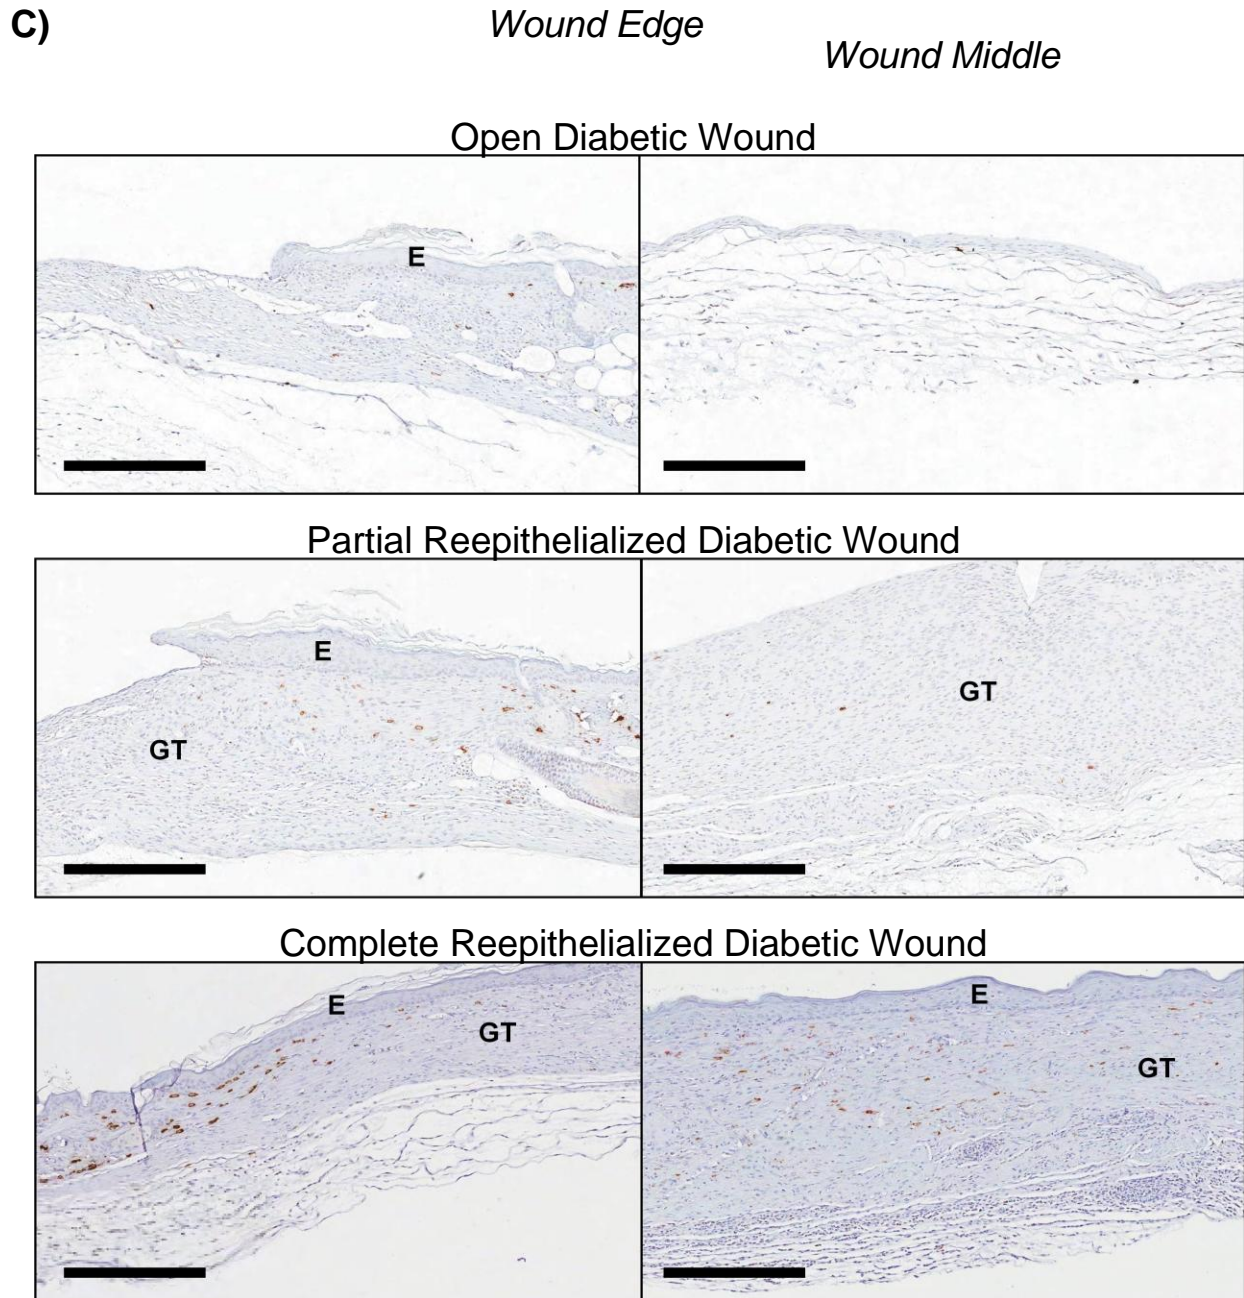 C)
Wound Edge
Wound Middle
Open Diabetic Wound
E
Partial Reepithelialized Diabetic Wound
E
GT
GT
Complete Reepithelialized Diabetic Wound
E
GT
E
GT